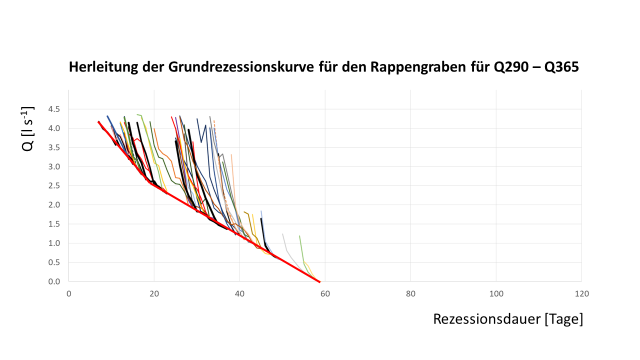 Herleitung der Grundrezessionskurve für den Rappengraben für Q290 – Q365
Q [l s⁻¹]
4.5
4.0
3.5
3.0
2.5
2.0
1.5
1.0
0.5
0.0
0 20 40 60 80 100 120
Rezessionsdauer [Tage]